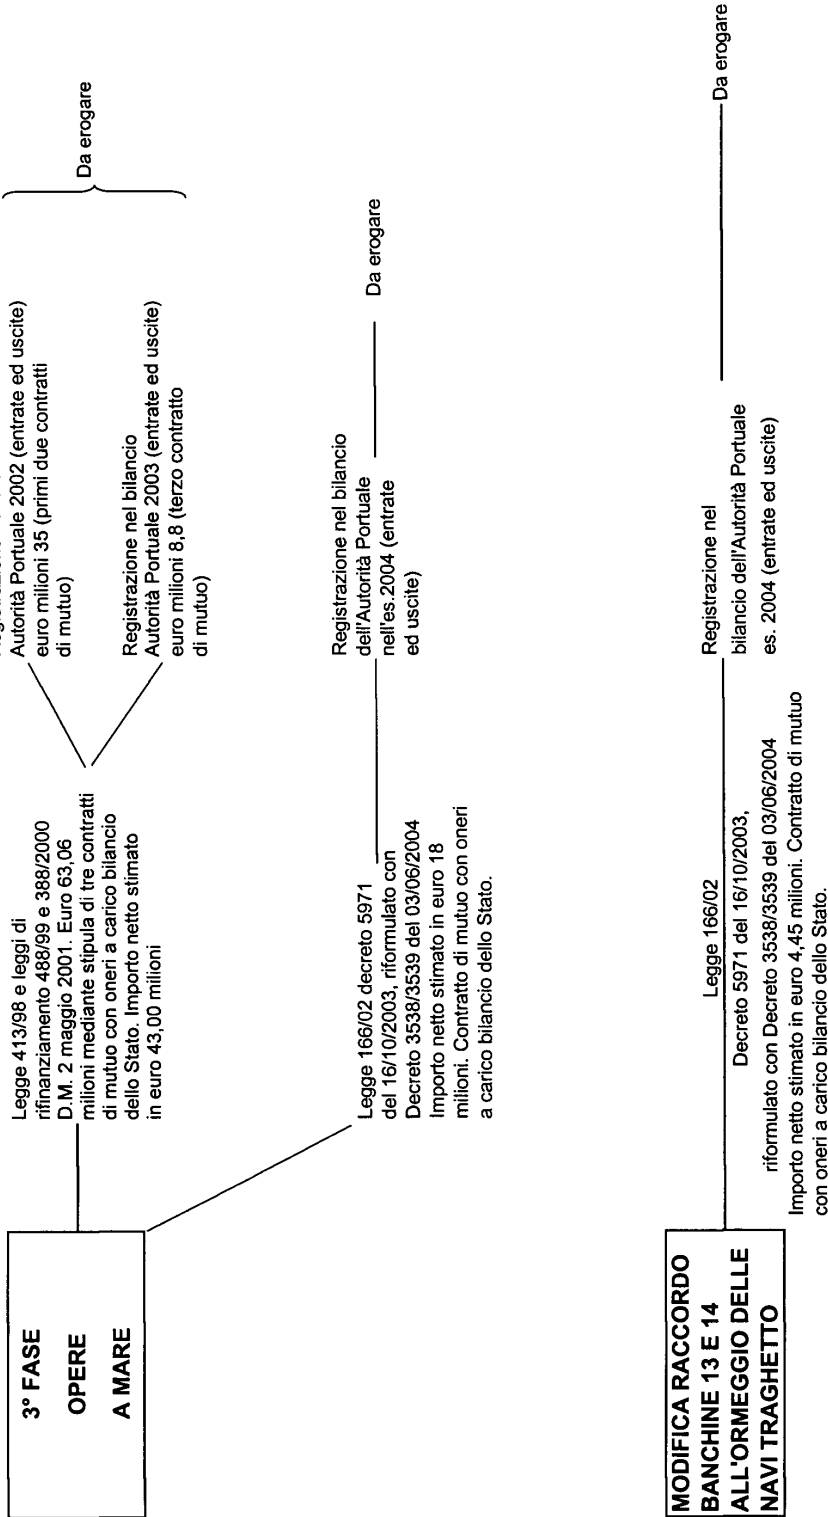 3° FASE
OPERE
A MARE
Legge 413/98 e leggi di
rifinanziamento 488/99 e 388/2000
D.M. 2 maggio 2001. Euro 63,06
milioni mediante stipula di tre contratti
di mutuo con oneri a carico bilancio
dello Stato. Importo netto stimato
in euro 43,00 milioni
Autorità Portuale 2002 (entrate ed uscite)
euro milioni 35 (primi due contratti
di mutuo)
Registrazione nel bilancio
Autorità Portuale 2003 (entrate ed uscite)
euro milioni 8,8 (terzo contratto
di mutuo)
Da erogare
Legge 166/02 decreto 5971
del 16/10/2003, riformulato con
Decreto 3538/3539 del 03/06/2004
Importo netto stimato in euro 18
milioni. Contratto di mutuo con oneri
a carico bilancio dello Stato.
Registrazione nel bilancio
dell'Autorità Portuale
nell'es.2004 (entrate
ed uscite)
Da erogare
MODIFICA RACCORDO
BANCHINE 13 E 14
ALL'ORMEGGIO DELLE
NAVI TRAGHETTO
Legge 166/02
Decreto 5971 del 16/10/2003,
riformulato con Decreto 3538/3539 del 03/06/2004
Importo netto stimato in euro 4,45 milioni. Contratto di mutuo
con oneri a carico bilancio dello Stato.
Registrazione nel
bilancio dell'Autorità Portuale
es. 2004 (entrate ed uscite)
Da erogare